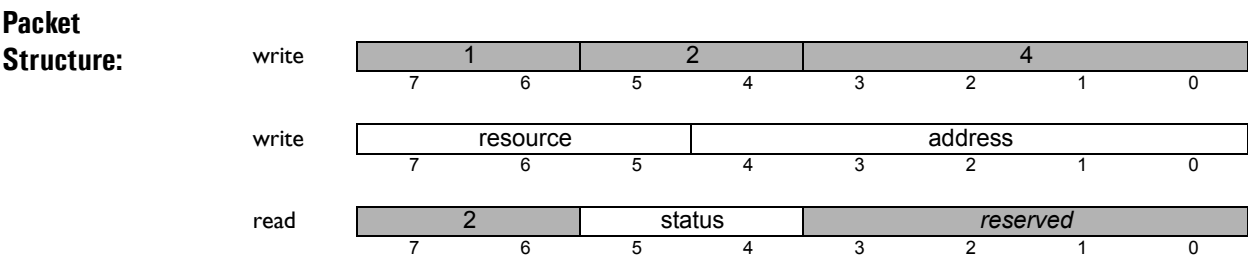 Packet
Structure:
write 1 2 4
7 6 5 4 3 2 1 0
write resource address
7 6 5 4 3 2 1 0
read 2 status reserved
7 6 5 4 3 2 1 0